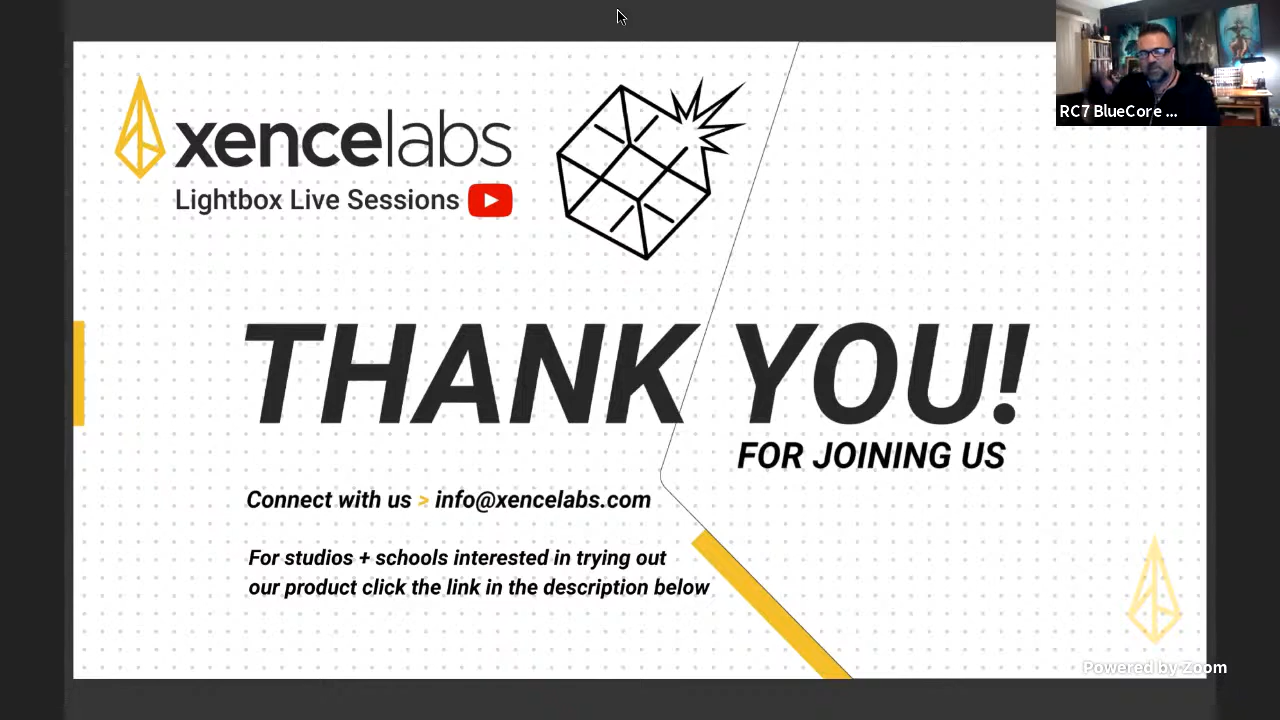 RC7 BlueCore ...
xencelabs
Lightbox Live Sessions
THANK YOU!
FOR JOINING US
Connect with us > info@xencelabs.com
For studios + schools interested in trying out
our product click the link in the description below
Powered by Zoom